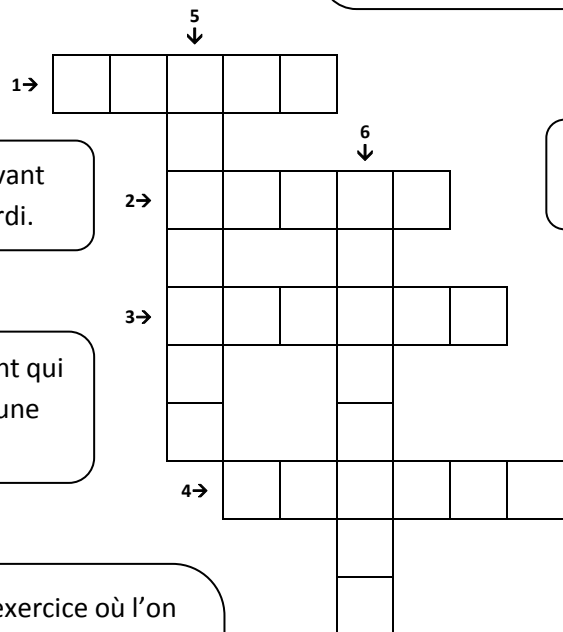 5
1→
6
vant
2→
rdi.
3→
nt qui
une
4→
exercice où l'on